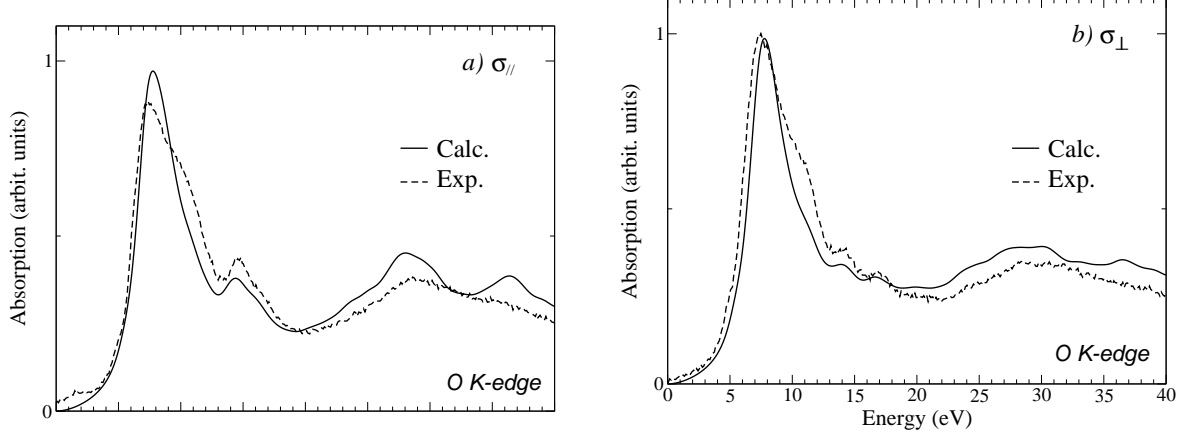 Absorption (arbit. units)
1
0
a) σ//
Calc.
Exp.
O K-edge
Absorption (arbit. units)
1
0
b) σ⊥
Calc.
Exp.
O K-edge
0 5 10 15 20 25 30 35 40
Energy (eV)